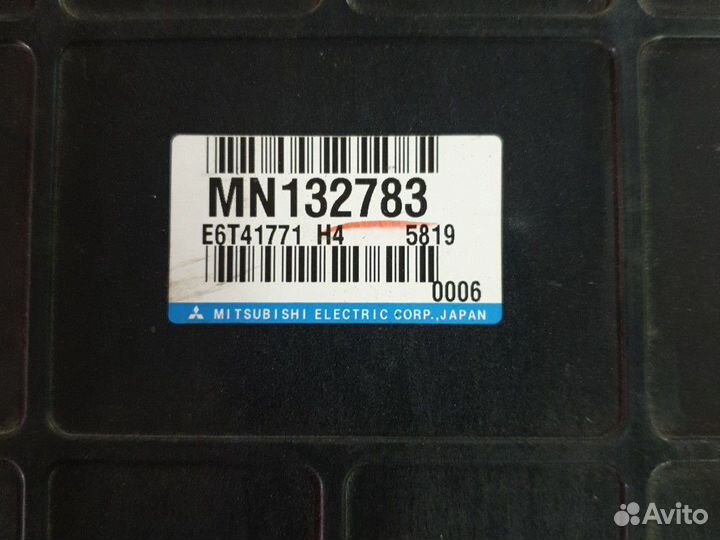 MN132783
E6T41771 H4 5819
0006
MITSUBISHI ELECTRIC CORP.,JAPAN
Avito